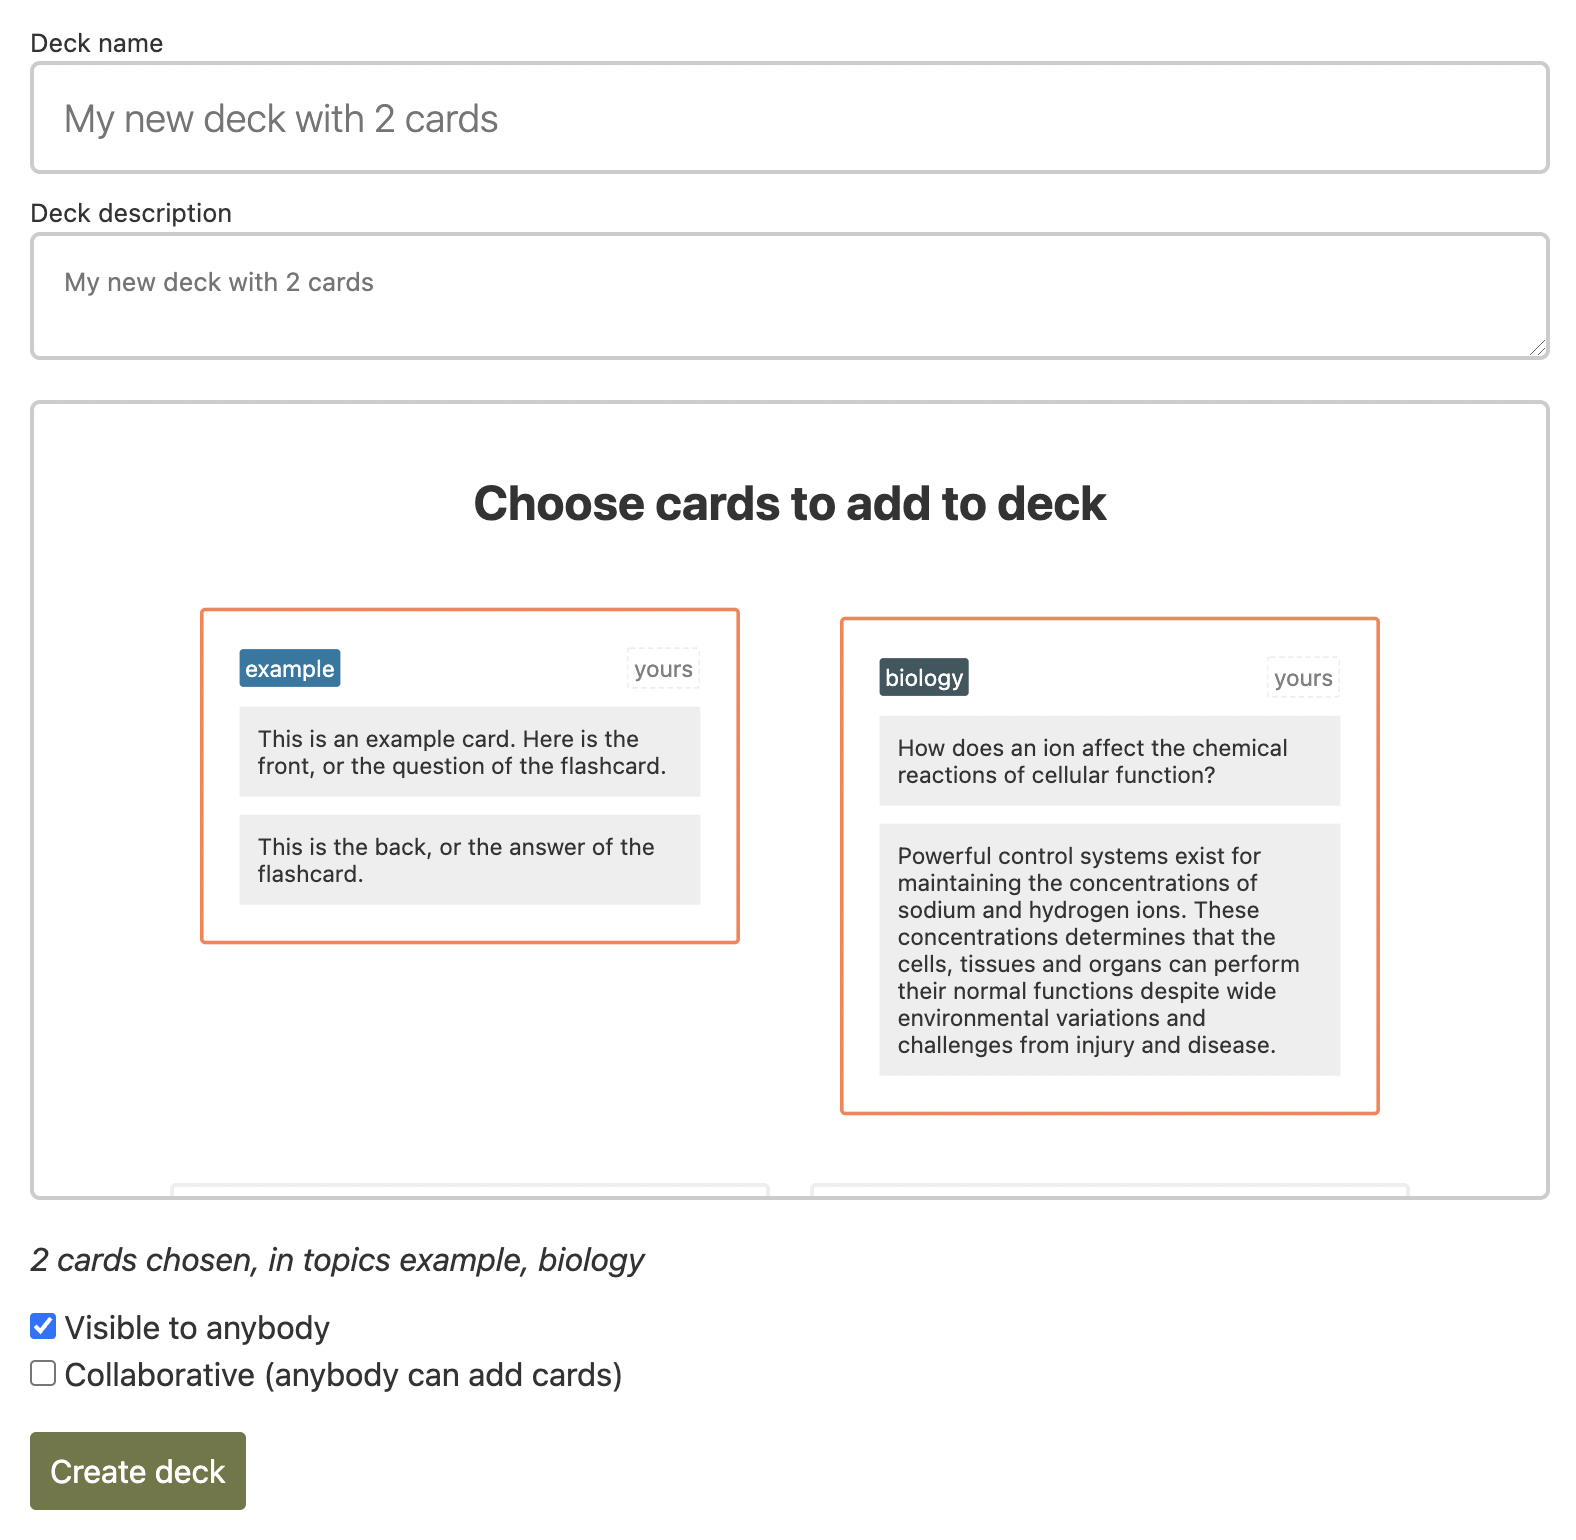 Deck name
My new deck with 2 cards
Deck description
My new deck with 2 cards
Choose cards to add to deck
example
yours
This is an example card. Here is the
front, or the question of the flashcard.
This is the back, or the answer of the
flashcard.
biology
yours
How does an ion affect the chemical
reactions of cellular function?
Powerful control systems exist for
maintaining the concentrations of
sodium and hydrogen ions. These
concentrations determines that the
cells, tissues and organs can perform
their normal functions despite wide
environmental variations and
challenges from injury and disease.
2 cards chosen, in topics example, biology
Visible to anybody
Collaborative (anybody can add cards)
Create deck